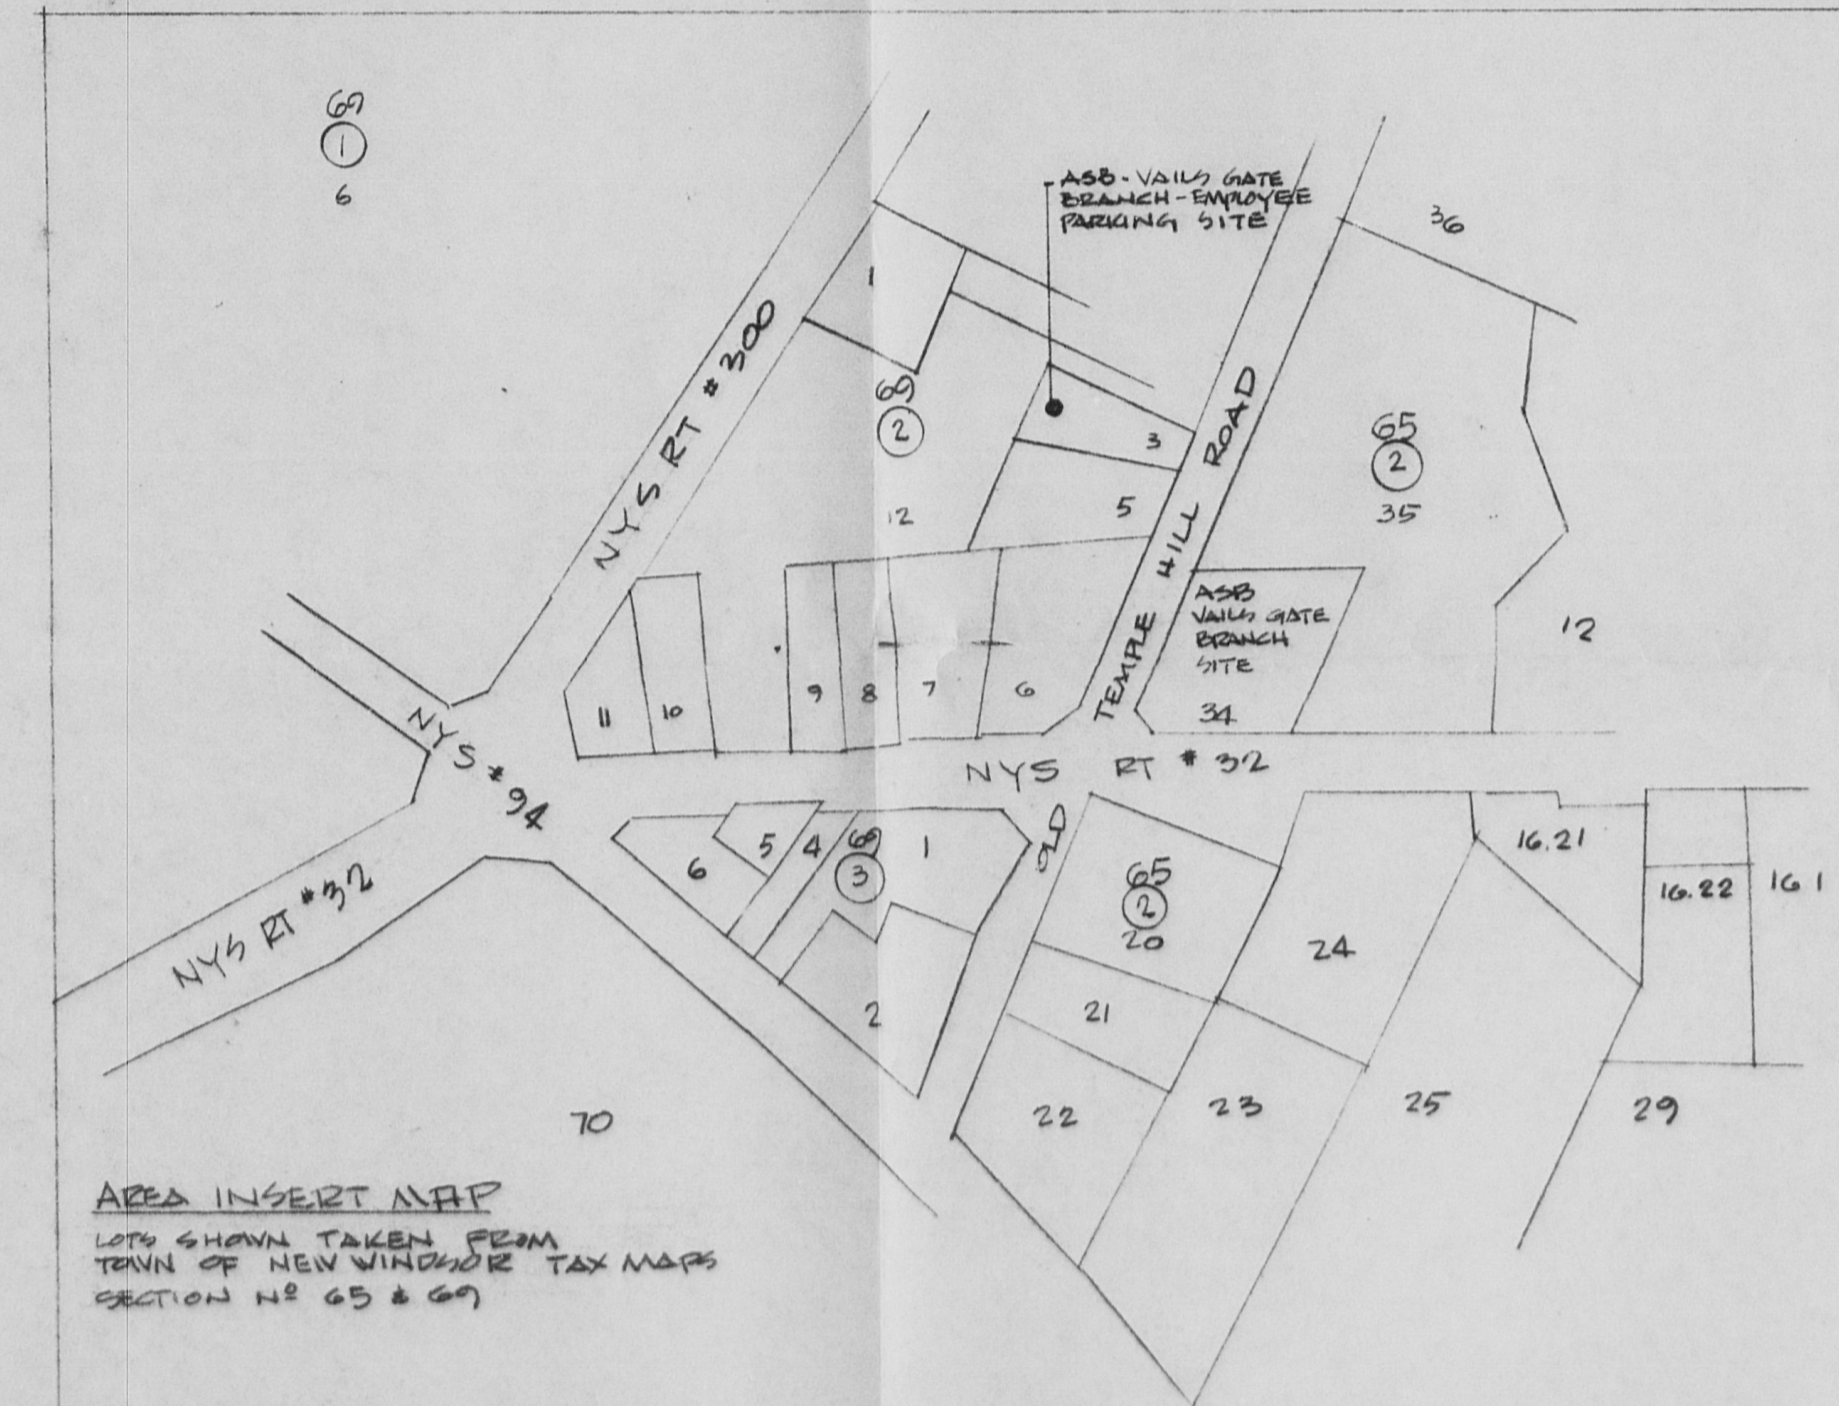 69
1
6
ASB-VAILS GATE
BRANCH-EMPLOYEE
PARKING SITE
36
1
NYS RT #300
69
2
12
3
5
TEMPLE HILL ROAD
65
2
35
12
ASB
VAILS GATE
BRANCH
SITE
34
11
10
9
8
7
6
NYS #94
NYS RT #32
NYS RT #32
6
5
4
69
3
1
2
OLD
65
2
20
21
22
23
24
25
16.21
16.22
16 1
29
70
AREA INSERT MAP
LOTS SHOWN TAKEN FROM
TOWN OF NEW WINDSOR TAX MAPS
SECTION Nº 65 & 69